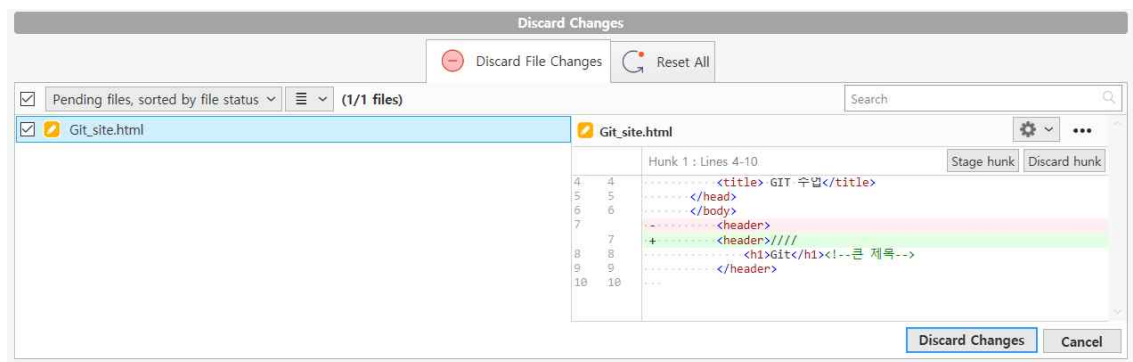 Discard Changes
Discard File Changes Reset All
Pending files, sorted by file status (1/1 files) Search
Git_site.html
Git_site.html
Hunk 1 : Lines 4-10 Stage hunk Discard hunk
4 4 <title> GIT 수업</title>
5 5 </head>
6 6 </body>
7 - <header>
7 + <header>////
8 8 <h1>Git</h1><!--큰 제목-->
9 9 </header>
10 10
Discard Changes Cancel